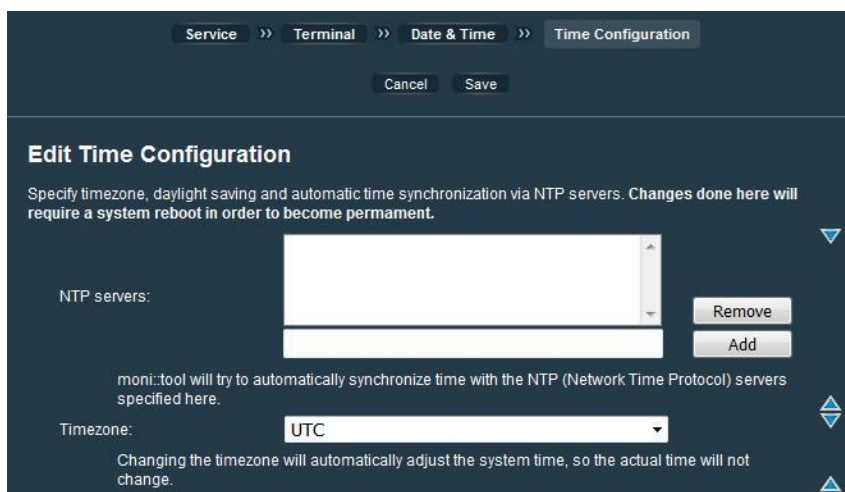 Service » Terminal » Date & Time » Time Configuration
Cancel Save
Edit Time Configuration
Specify timezone, daylight saving and automatic time synchronization via NTP servers. Changes done here will
require a system reboot in order to become permament.
NTP servers:
Remove
Add
moni::tool will try to automatically synchronize time with the NTP (Network Time Protocol) servers
specified here.
Timezone: UTC
Changing the timezone will automatically adjust the system time, so the actual time will not
change.